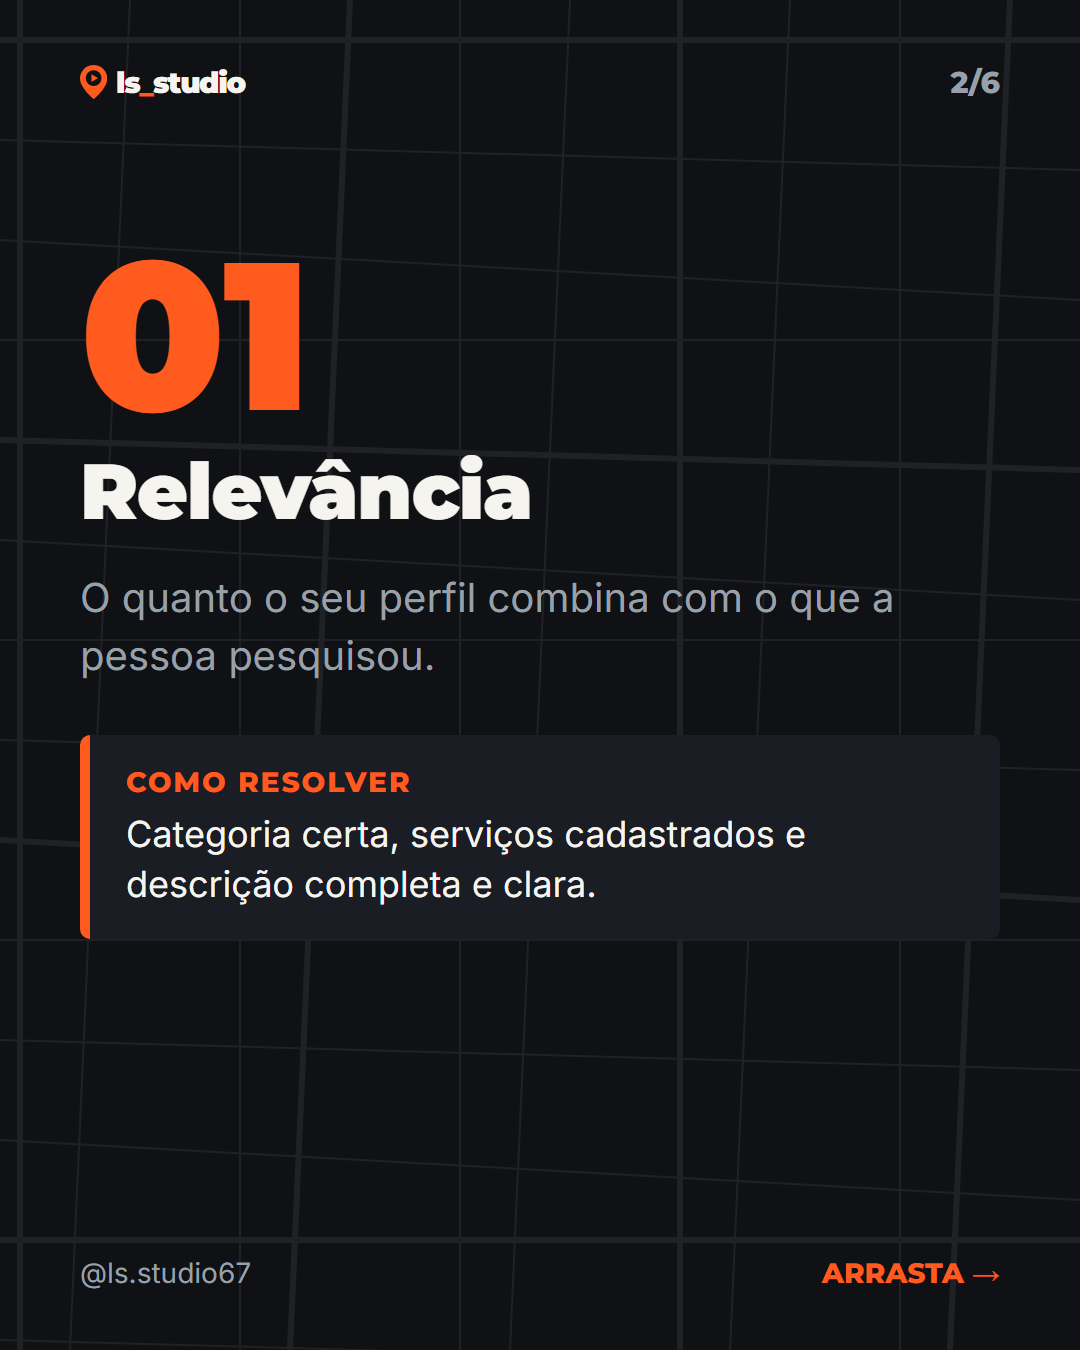 ls_studio
2/6
01
Relevância
O quanto o seu perfil combina com o que a
pessoa pesquisou.
COMO RESOLVER
Categoria certa, serviços cadastrados e
descrição completa e clara.
@ls.studio67
ARRASTA →